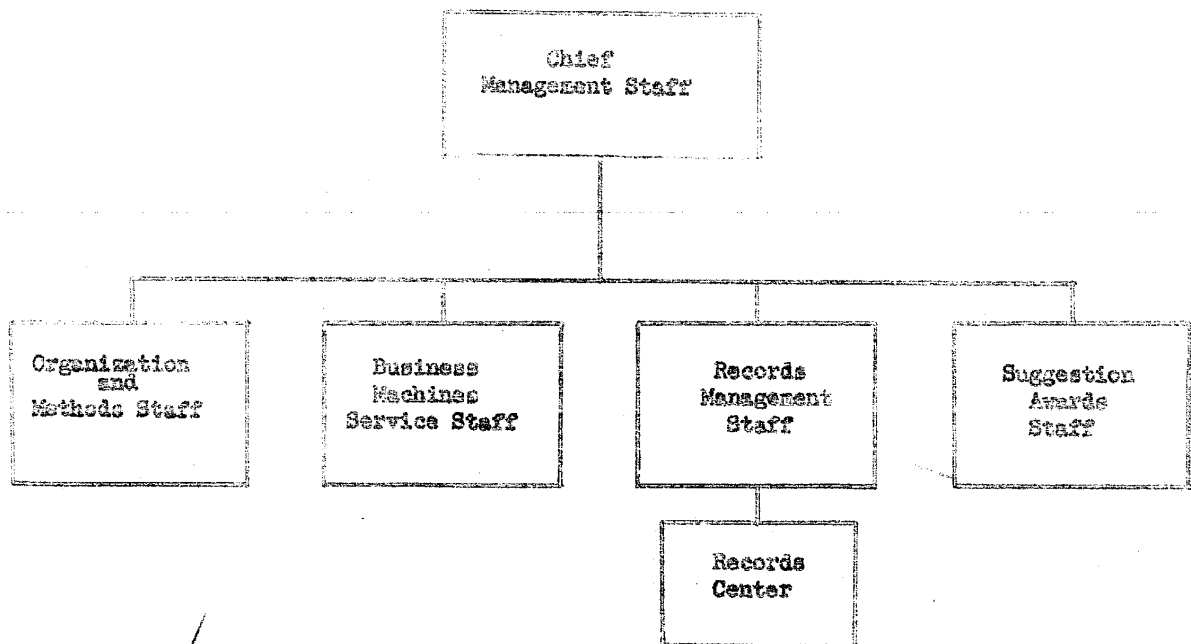 Chief
Management Staff
Organization
and
Methods Staff
Business
Machines
Service Staff
Records
Management
Staff
Suggestion
Awards
Staff
Records
Center